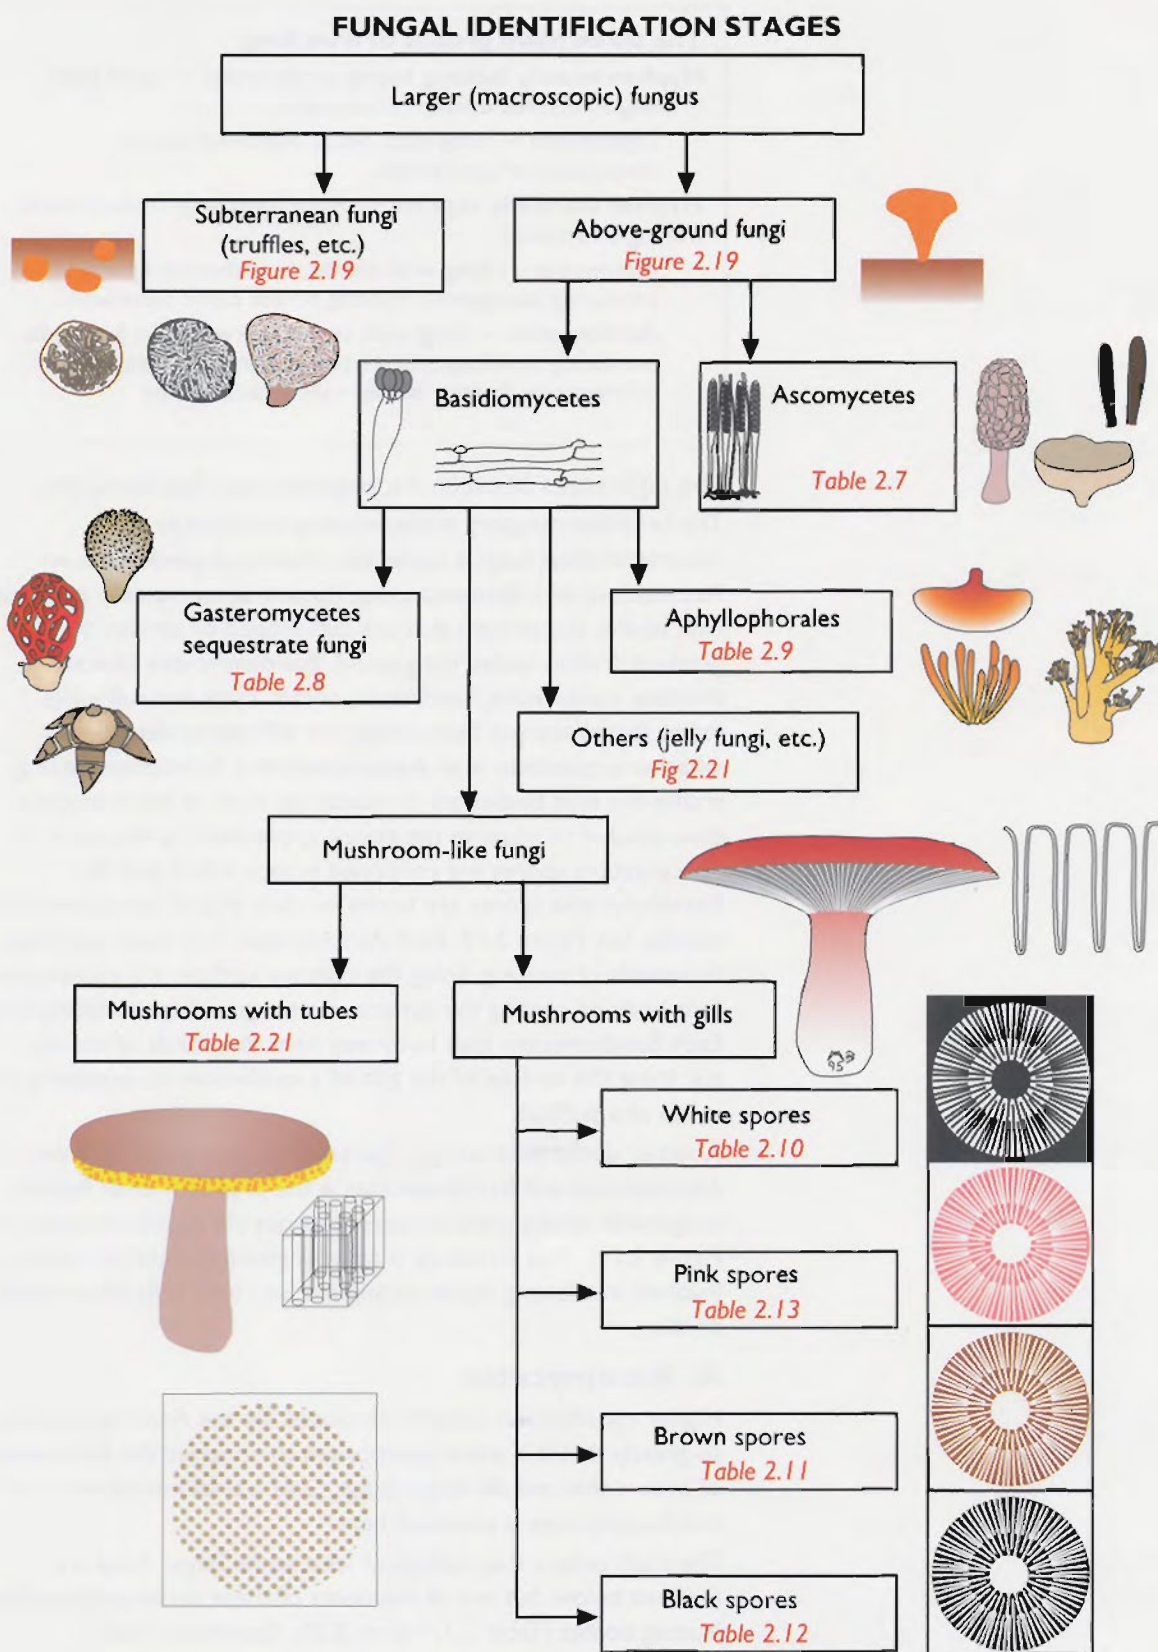 FUNGAL IDENTIFICATION STAGES
Larger (macroscopic) fungus
Subterranean fungi
(truffles, etc.)
Figure 2.19
Above-ground fungi
Figure 2.19
Basidiomycetes
Ascomycetes
Table 2.7
Gasteromycetes
sequestrate fungi
Table 2.8
Aphyllophorales
Table 2.9
Others (jelly fungi, etc.)
Fig 2.21
Mushroom-like fungi
Mushrooms with tubes
Table 2.21
Mushrooms with gills
White spores
Table 2.10
Pink spores
Table 2.13
Brown spores
Table 2.11
Black spores
Table 2.12